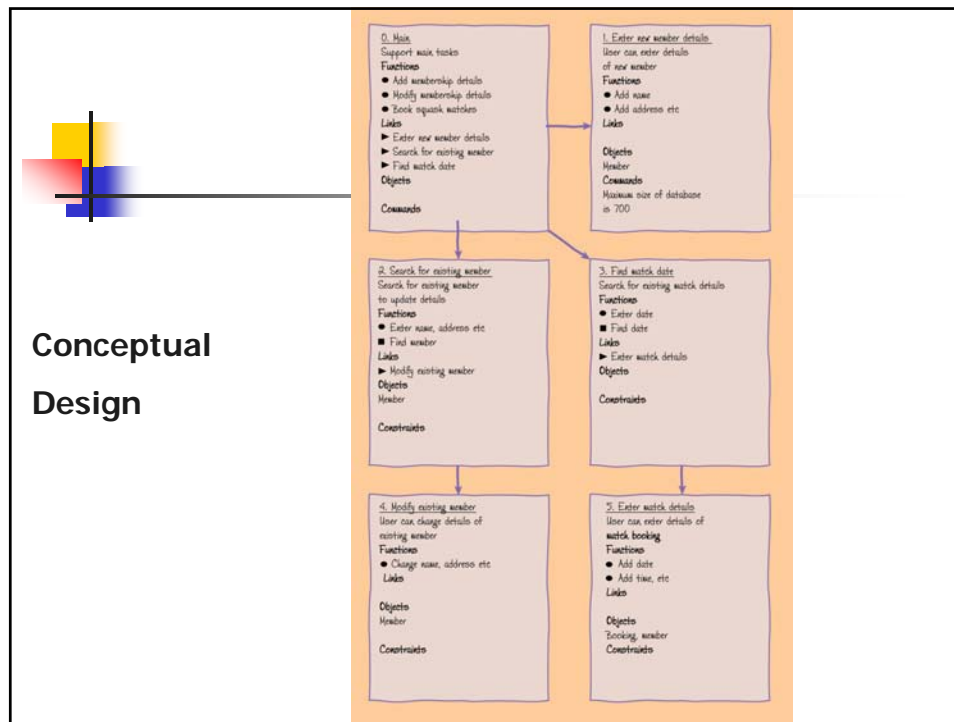 Conceptual
Design
0. Main
Support main tasks
Functions
● Add membership details
● Modify membership details
● Book squash matches
Links
► Enter new member details
► Search for existing member
► Find match date
Objects
Commands
1. Enter new member details
User can enter details
of new member
Functions
● Add name
● Add address etc
Links
Objects
Member
Commands
Maximum size of database
is 700
2. Search for existing member
Search for existing member
to update details
Functions
● Enter name, address etc
■ Find member
Links
► Modify existing member
Objects
Member
Constraints
3. Find match date
Search for existing match details
Functions
● Enter date
■ Find date
Links
► Enter match details
Objects
Constraints
4. Modify existing member
User can change details of
existing member
Functions
● Change name, address etc
Links
Objects
Member
Constraints
5. Enter match details
User can enter details of
match booking
Functions
● Add date
● Add time, etc
Links
Objects
Booking, member
Constraints